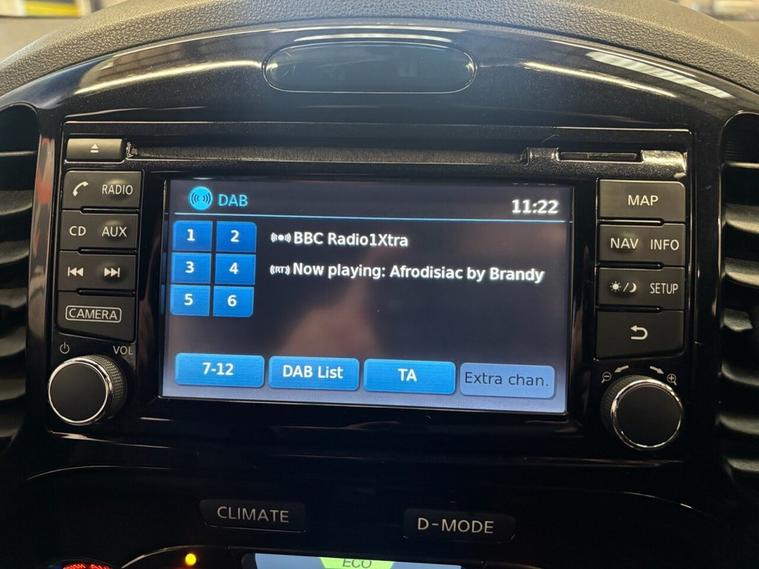 DAB
11:22
1 2
BBC Radio1Xtra
3 4
(RT) Now playing: Afrodisiac by Brandy
5 6
7-12 DAB List TA Extra chan.
RADIO
CD AUX
CAMERA
VOL
MAP
NAV INFO
SETUP
CLIMATE
D-MODE
ECO